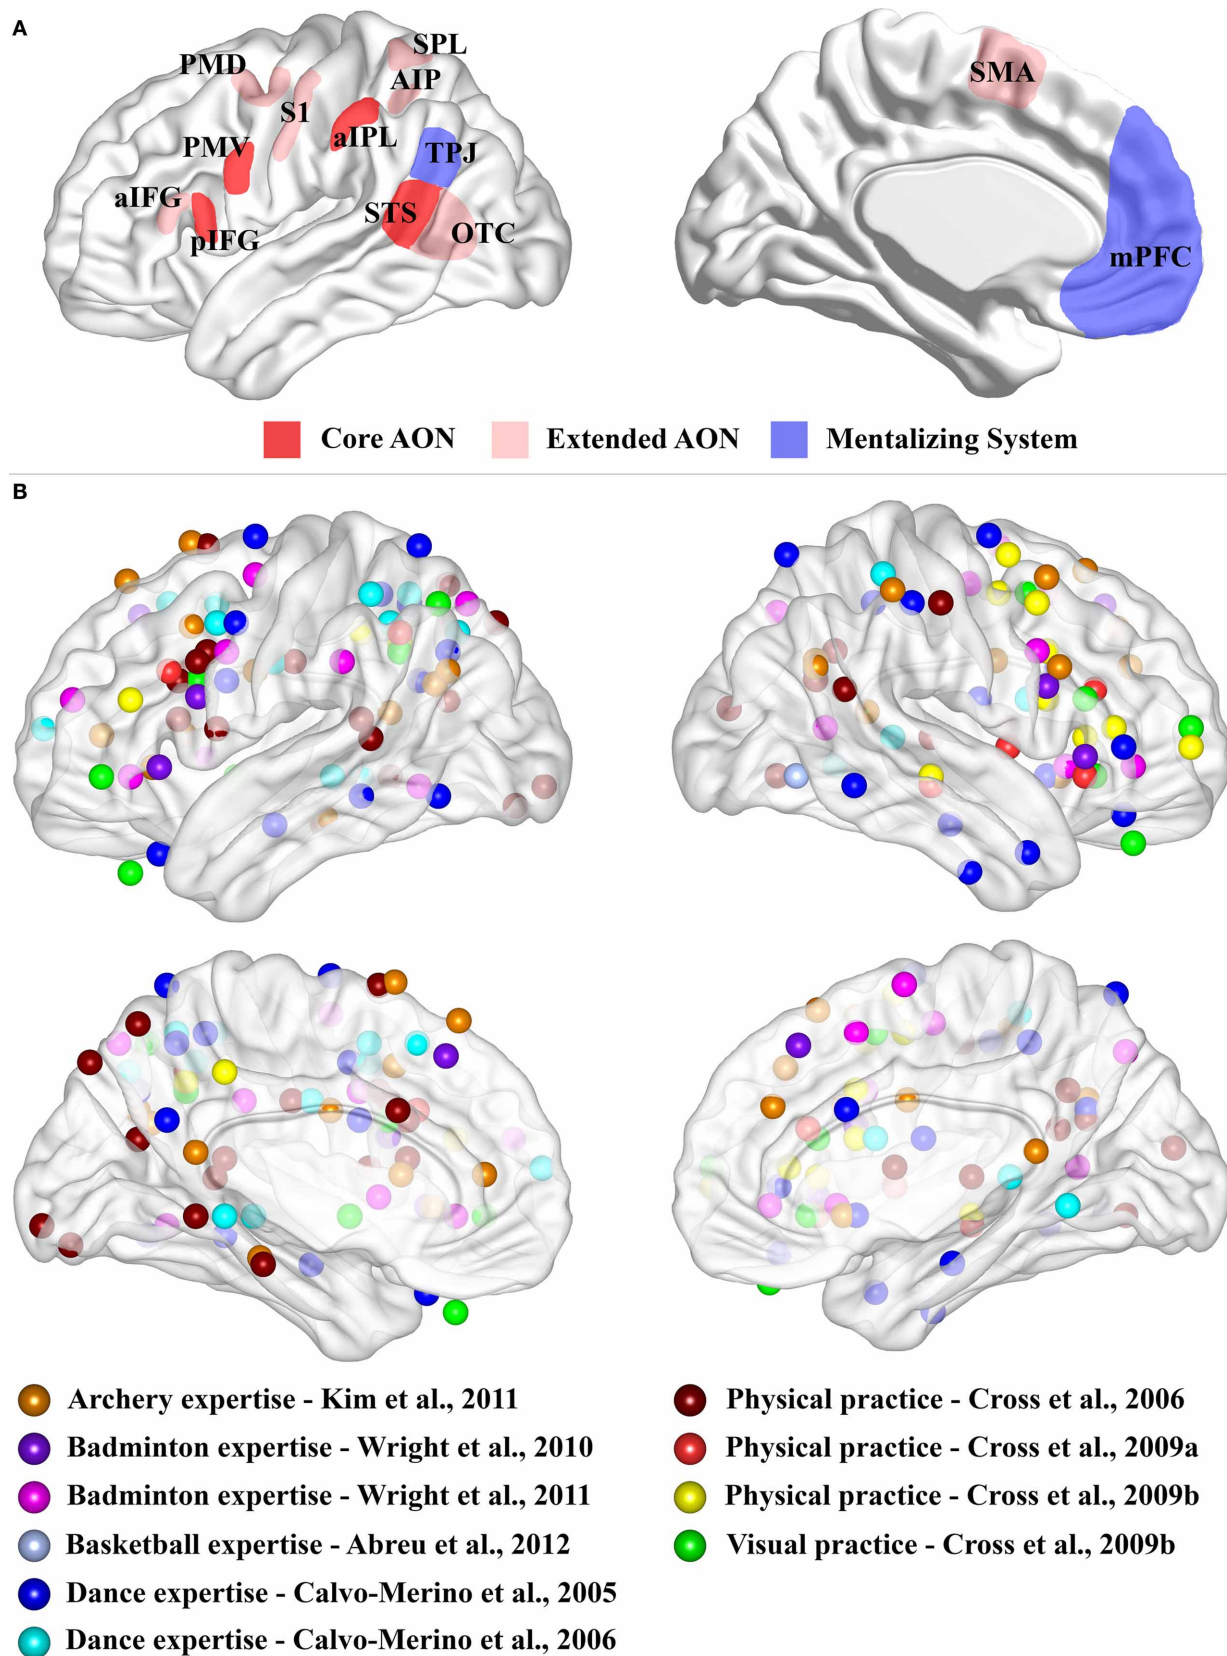 A
PMD
SPL
AIP
S1
PMV
aIPL
TPJ
aIFG
STS
pIFG
OTC
SMA
mPFC
Core AON
Extended AON
Mentalizing System
B
Archery expertise - Kim et al., 2011
Badminton expertise - Wright et al., 2010
Badminton expertise - Wright et al., 2011
Basketball expertise - Abreu et al., 2012
Dance expertise - Calvo-Merino et al., 2005
Dance expertise - Calvo-Merino et al., 2006
Physical practice - Cross et al., 2006
Physical practice - Cross et al., 2009a
Physical practice - Cross et al., 2009b
Visual practice - Cross et al., 2009b